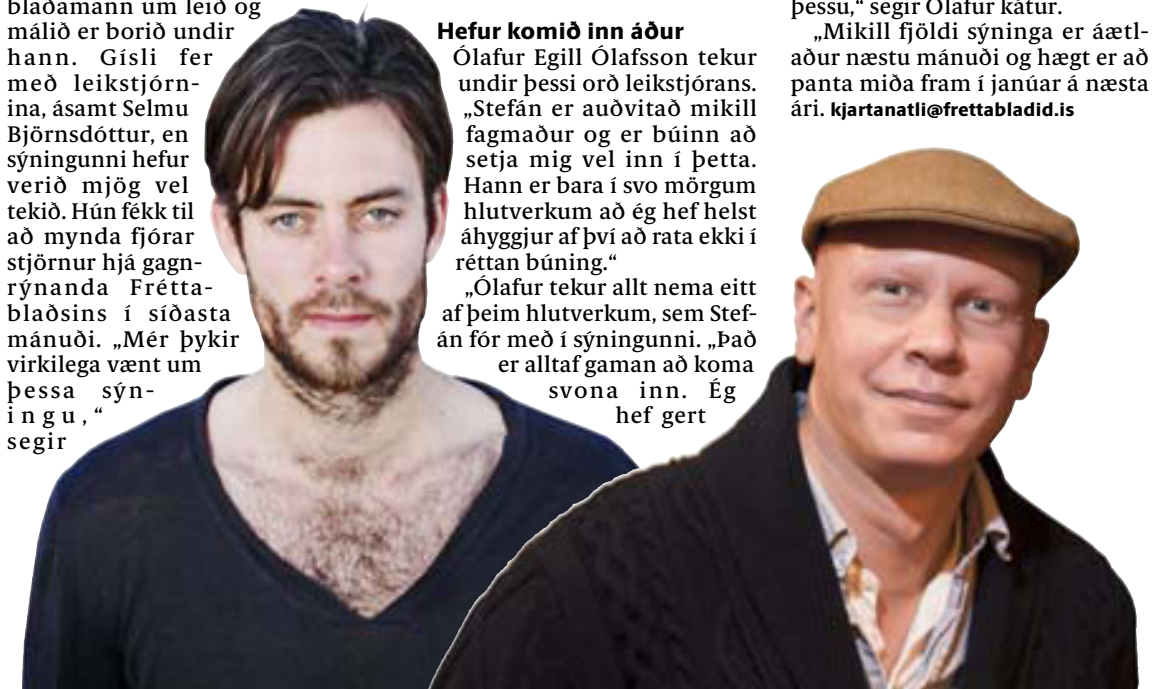 blaðamann um leið og
málið er borið undir
hann. Gísli fer
með leikstjórn-
ina, ásamt Selmu
Björnsdóttur, en
sýningunni hefur
verið mjög vel
tekið. Hún fékk til
að mynda fjórar
stjörnur hjá gagn-
rýnanda Frétta-
blaðsins í síðasta
mánuði. „Mér þykir
virkilega vænt um
þessa sýn-
ingu,“
segir
Hefur komið inn áður
Ólafur Egill Ólafsson tekur
undir þessi orð leikstjórans.
„Stefán er auðvitað mikill
fagmaður og er búinn að
setja mig vel inn í þetta.
Hann er bara í svo mörgum
hlutverkum að ég hef helst
áhyggjur af því að rata ekki í
réttan búning.“
„Ólafur tekur allt nema eitt
af þeim hlutverkum, sem Stef-
án fór með í sýningunni. „Það
er alltaf gaman að koma
svona inn. Ég
hef gert
þessu,“ segir Ólafur kátur.
„Mikill fjöldi sýninga er áætl-
aður næstu mánuði og hægt er að
panta miða fram í janúar á næsta
ári. kjartanatli@frettabladid.is